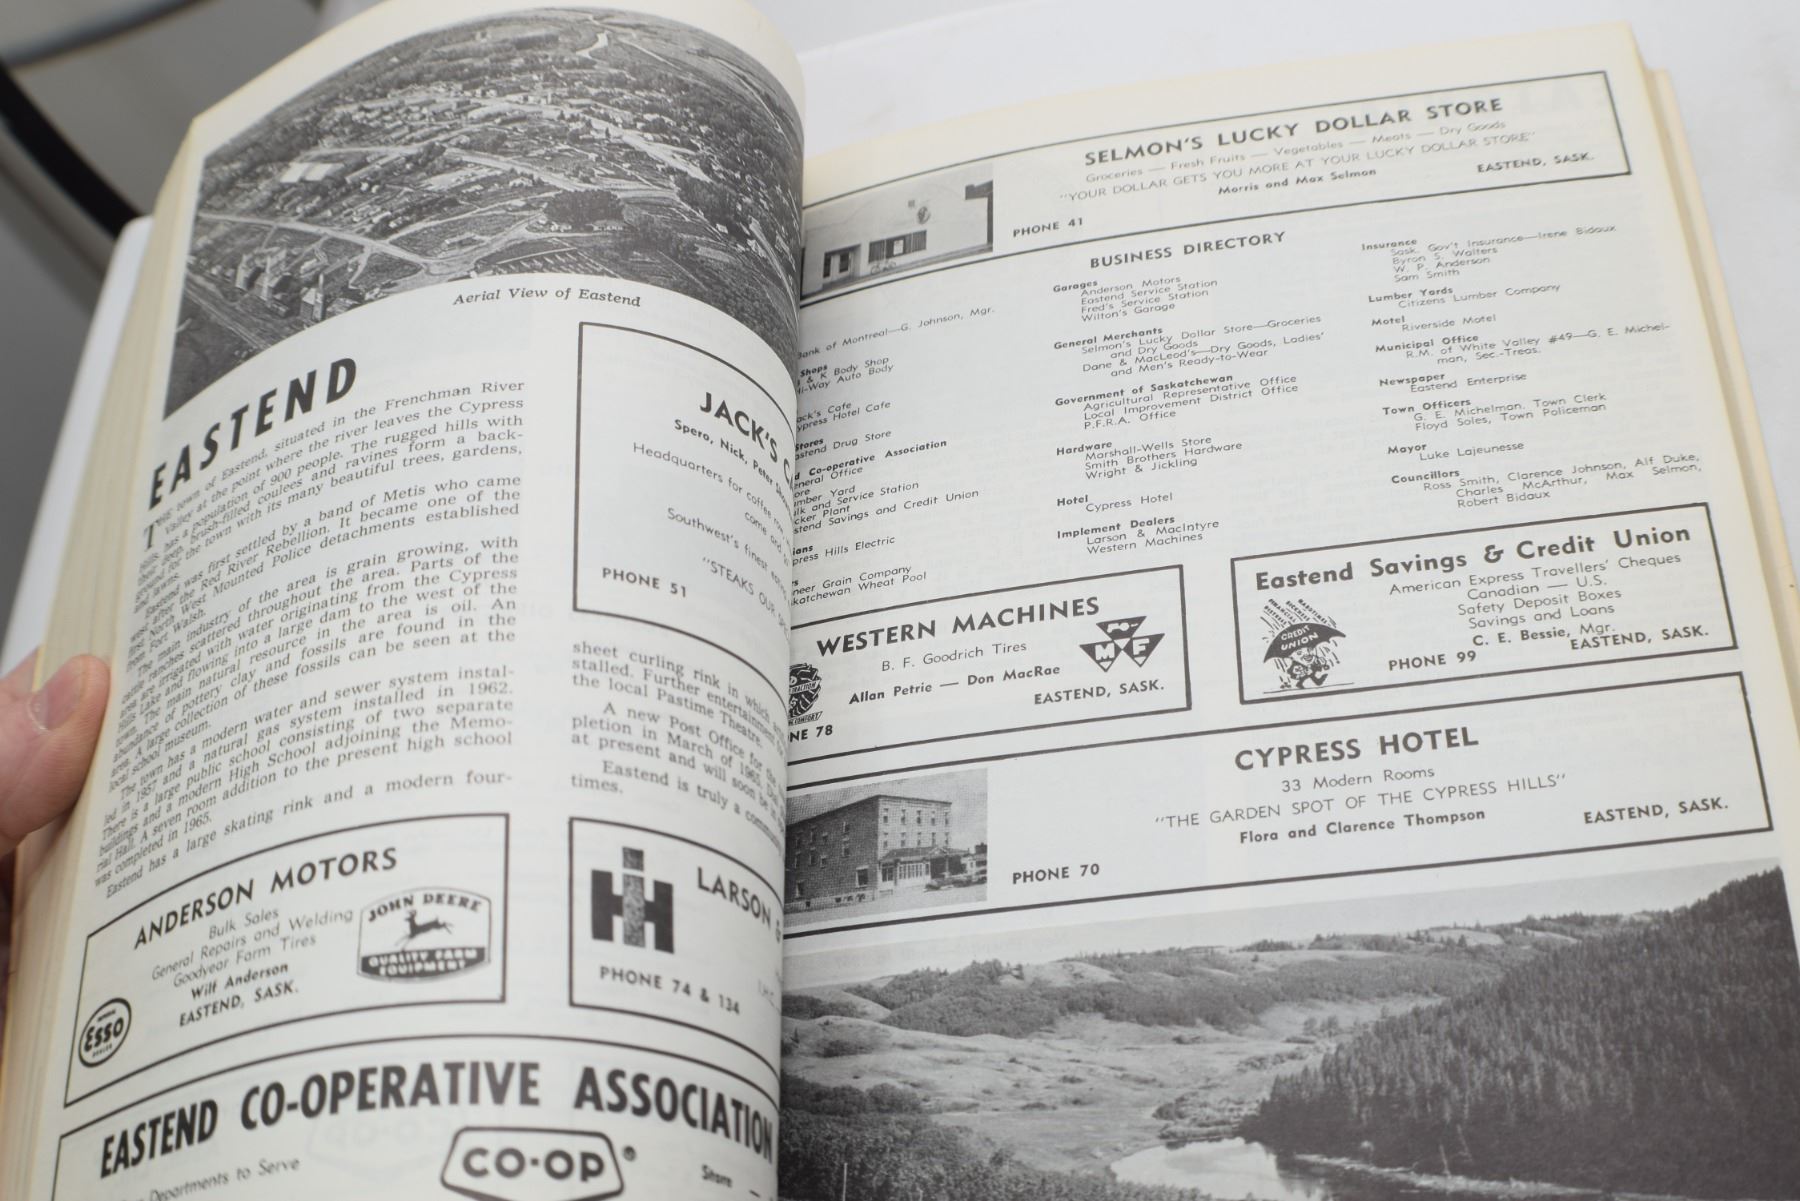 Aerial View of Eastend
EASTEND
THE town of Eastend, situated in the Frenchman River
Valley at the point where the river leaves the Cypress
hills, has a population of 900 people. The rugged hills with
their deep, brush-filled coulees and ravines form a back-
ground for the town with its many beautiful trees, gardens,
and lawns.
Eastend was first settled by a band of Metis who came
west after the Red River Rebellion. It became one of the
first North West Mounted Police detachments established
from Fort Walsh.
The main industry of the area is grain growing, with
cattle ranches scattered throughout the area. Parts of the
area are irrigated with water originating from the Cypress
Hills Lake and flowing into a large dam to the west of the
town. The main natural resource in the area is oil. An
abundance of pottery clay and fossils are found in the
area. A large collection of these fossils can be seen at the
local school museum.
The town has a modern water and sewer system instal-
led in 1957 and a natural gas system installed in 1962.
There is a large public school consisting of two separate
buildings and a modern High School adjoining the Memo-
rial Hall. A seven room addition to the present high school
was completed in 1965.
Eastend has a large skating rink and a modern four-
JACK'S
Spero, Nick, Peter
Headquarters for coffee row
come and
Southwest's finest
"STEAKS OUR
PHONE 51
sheet curling rink in which
stalled. Further entertainment
the local Pastime Theatre.
A new Post Office for the
pletion in March of 1965. Dial
at present and will soon be in
Eastend is truly a
times.
ANDERSON MOTORS
Bulk Sales
General Repairs and Welding
Goodyear Farm Tires
Wilf Anderson
EASTEND, SASK.
Esso
DEALER
JOHN DEERE
QUALITY FARM
EQUIPMENT
IH
LARSON &
PHONE 74 & 134
EASTEND CO-OPERATIVE ASSOCIATION
Departments to Serve
CO-OP®
Store —
SELMON'S LUCKY DOLLAR STORE
Groceries — Fresh Fruits — Vegetables — Meats — Dry Goods
"YOUR DOLLAR GETS YOU MORE AT YOUR LUCKY DOLLAR STORE"
Morris and Max Selmon
PHONE 41
EASTEND, SASK.
BUSINESS DIRECTORY
Bank of Montreal—G. Johnson, Mgr.
Shops
& K Body Shop
Hi-Way Auto Body
Jack's Cafe
Cypress Hotel Cafe
Stores
Eastend Drug Store
Co-operative Association
General Office
Store
Lumber Yard
Bulk and Service Station
Locker Plant
Eastend Savings and Credit Union
Cypress Hills Electric
Pioneer Grain Company
Saskatchewan Wheat Pool
Garages
Anderson Motors
Eastend Service Station
Fred's Service Station
Wilton's Garage
General Merchants
Selmon's Lucky Dollar Store—Groceries
and Dry Goods
Dane & MacLeod's—Dry Goods, Ladies'
and Men's Ready-to-Wear
Government of Saskatchewan
Agricultural Representative Office
Local Improvement District Office
P.F.R.A. Office
Hardware
Marshall-Wells Store
Smith Brothers Hardware
Wright & Jickling
Hotel
Cypress Hotel
Implement Dealers
Larson & MacIntyre
Western Machines
Insurance
Sask. Gov't Insurance—Irene Bidaux
Byron S. Walters
W. P. Anderson
Sam Smith
Lumber Yards
Citizens Lumber Company
Motel
Riverside Motel
Municipal Office
R.M. of White Valley #49—G. E. Michel-
man, Sec.-Treas.
Newspaper
Eastend Enterprise
Town Officers
G. E. Michelman, Town Clerk
Floyd Soles, Town Policeman
Mayor
Luke Lajeunesse
Councillors
Ross Smith, Clarence Johnson, Alf Duke,
Charles McArthur, Max Selmon,
Robert Bidaux
WESTERN MACHINES
B. F. Goodrich Tires
Allan Petrie — Don MacRae
EASTEND, SASK.
PHONE 78
M F
Eastend Savings & Credit Union
American Express Travellers' Cheques
Canadian — U.S.
Safety Deposit Boxes
Savings and Loans
C. E. Bessie, Mgr.
PHONE 99
EASTEND, SASK.
CREDIT
UNION
CYPRESS HOTEL
33 Modern Rooms
"THE GARDEN SPOT OF THE CYPRESS HILLS"
Flora and Clarence Thompson
PHONE 70
EASTEND, SASK.